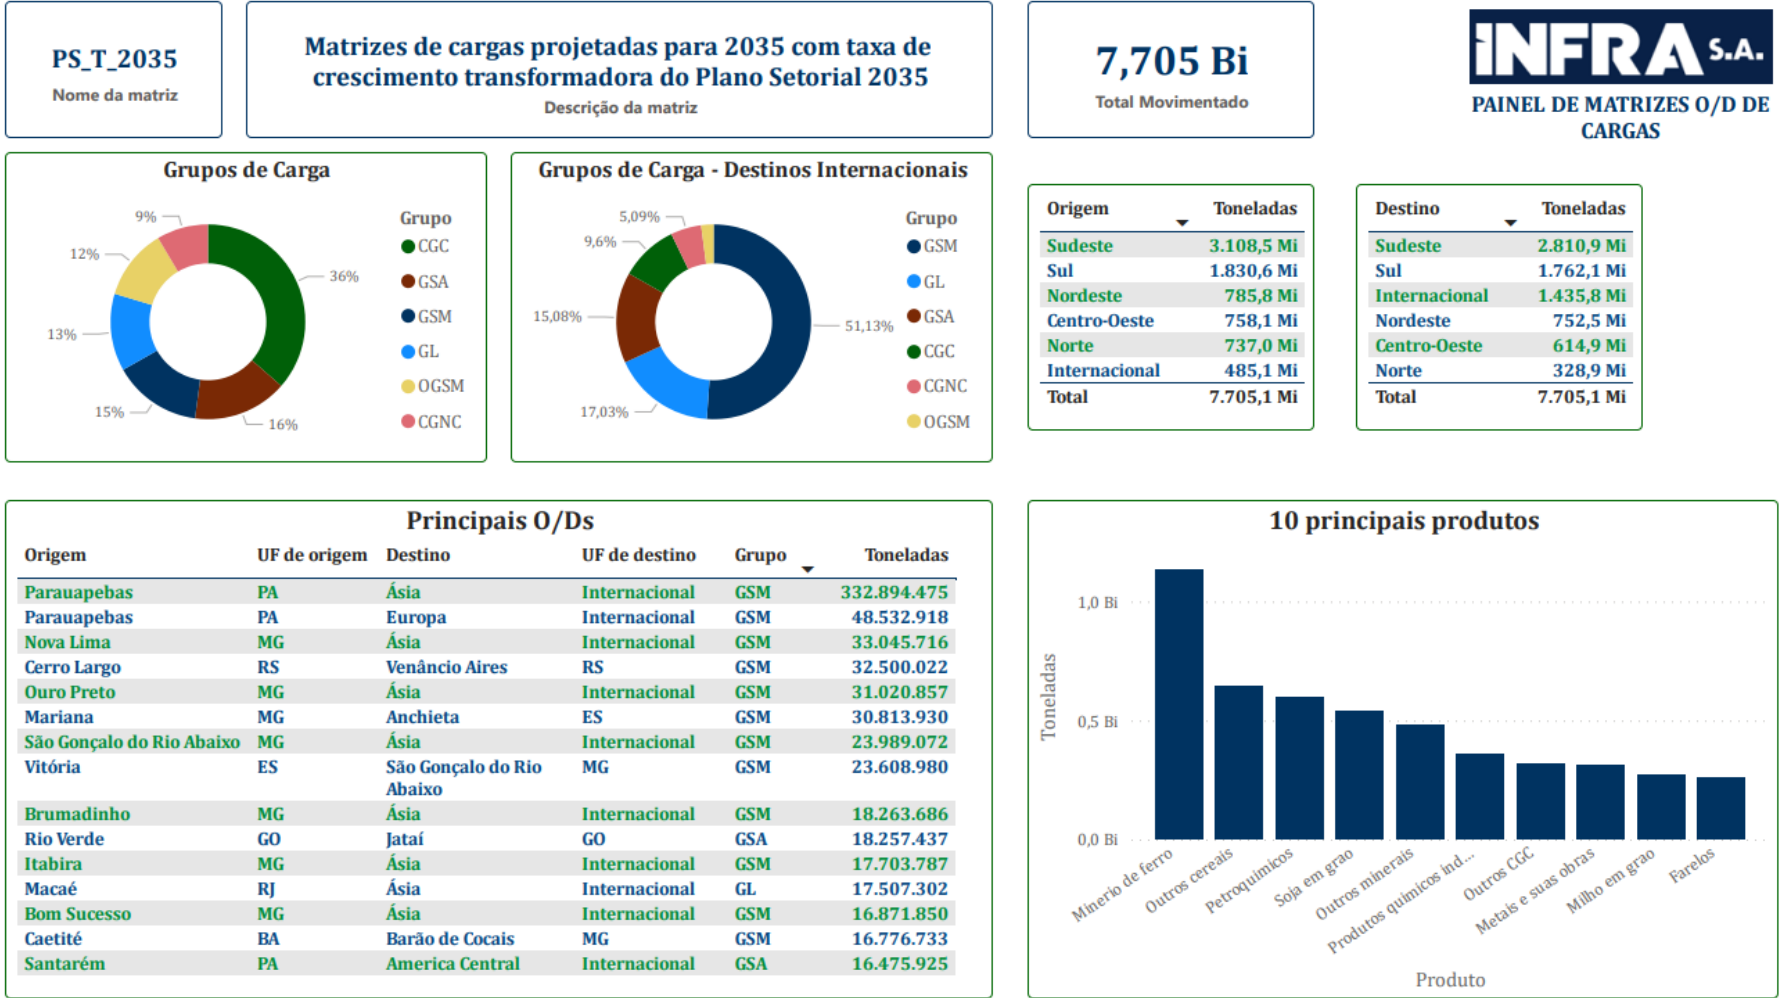 PS_T_2035
Nome da matriz
Matrizes de cargas projetadas para 2035 com taxa de
crescimento transformadora do Plano Setorial 2035
Descrição da matriz
7,705 Bi
Total Movimentado
INFRA S.A.
PAINEL DE MATRIZES O/D DE
CARGAS
Grupos de Carga
9%
12%
13%
15%
16%
36%
Grupo
CGC
GSA
GSM
GL
OGSM
CGNC
Grupos de Carga - Destinos Internacionais
5,09%
9,6%
15,08%
17,03%
51,13%
Grupo
GSM
GL
GSA
CGC
CGNC
OGSM
Origem Toneladas
Sudeste 3.108,5 Mi
Sul 1.830,6 Mi
Nordeste 785,8 Mi
Centro-Oeste 758,1 Mi
Norte 737,0 Mi
Internacional 485,1 Mi
Total 7.705,1 Mi
Destino Toneladas
Sudeste 2.810,9 Mi
Sul 1.762,1 Mi
Internacional 1.435,8 Mi
Nordeste 752,5 Mi
Centro-Oeste 614,9 Mi
Norte 328,9 Mi
Total 7.705,1 Mi
Principais O/Ds
Origem UF de origem Destino UF de destino Grupo Toneladas
Parauapebas PA Ásia Internacional GSM 332.894.475
Parauapebas PA Europa Internacional GSM 48.532.918
Nova Lima MG Ásia Internacional GSM 33.045.716
Cerro Largo RS Venâncio Aires RS GSM 32.500.022
Ouro Preto MG Ásia Internacional GSM 31.020.857
Mariana MG Anchieta ES GSM 30.813.930
São Gonçalo do Rio Abaixo MG Ásia Internacional GSM 23.989.072
Vitória ES São Gonçalo do Rio MG GSM 23.608.980
Abaixo
Brumadinho MG Ásia Internacional GSM 18.263.686
Rio Verde GO Jataí GO GSA 18.257.437
Itabira MG Ásia Internacional GSM 17.703.787
Macaé RJ Ásia Internacional GL 17.507.302
Bom Sucesso MG Ásia Internacional GSM 16.871.850
Caetité BA Barão de Cocais MG GSM 16.776.733
Santarém PA America Central Internacional GSA 16.475.925
10 principais produtos
Toneladas
1,0 Bi
0,5 Bi
0,0 Bi
Minerio de ferro
Outros cereais
Petroquimicos
Soja em grao
Outros minerais
Produtos quimicos ind...
Outros CGC
Metais e suas obras
Milho em grao
Farelos
Produto